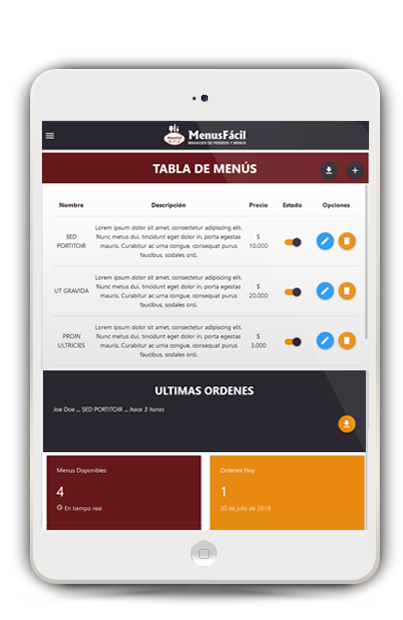 MenusFácil
MANAGER DE PEDIDOS Y MENUS
TABLA DE MENÚS
Nombre Descripción Precio Estado Opciones
SED PORTITOIR
Lorem ipsum dolor sit amet, consectetur adipiscing elit.
Nunc metus dui, tincidunt eget dolor in, porta egestas
mauris. Curabitur ac urna congue, consequat purus
faucibus, sodales orci.
$ 10.000
UT GRAVIDA
Lorem ipsum dolor sit amet, consectetur adipiscing elit.
Nunc metus dui, tincidunt eget dolor in, porta egestas
mauris. Curabitur ac urna congue, consequat purus
faucibus, sodales orci.
$ 20.000
PROIN ULTRICIES
Lorem ipsum dolor sit amet, consectetur adipiscing elit.
Nunc metus dui, tincidunt eget dolor in, porta egestas
mauris. Curabitur ac urna congue, consequat purus
faucibus, sodales orci.
$ 3.000
ULTIMAS ORDENES
Joe Doe ... SED PORTITOIR ... hace 3 horas
Menus Disponibles
4
En tiempo real
Ordenes Hoy
1
30 de julio de 2018